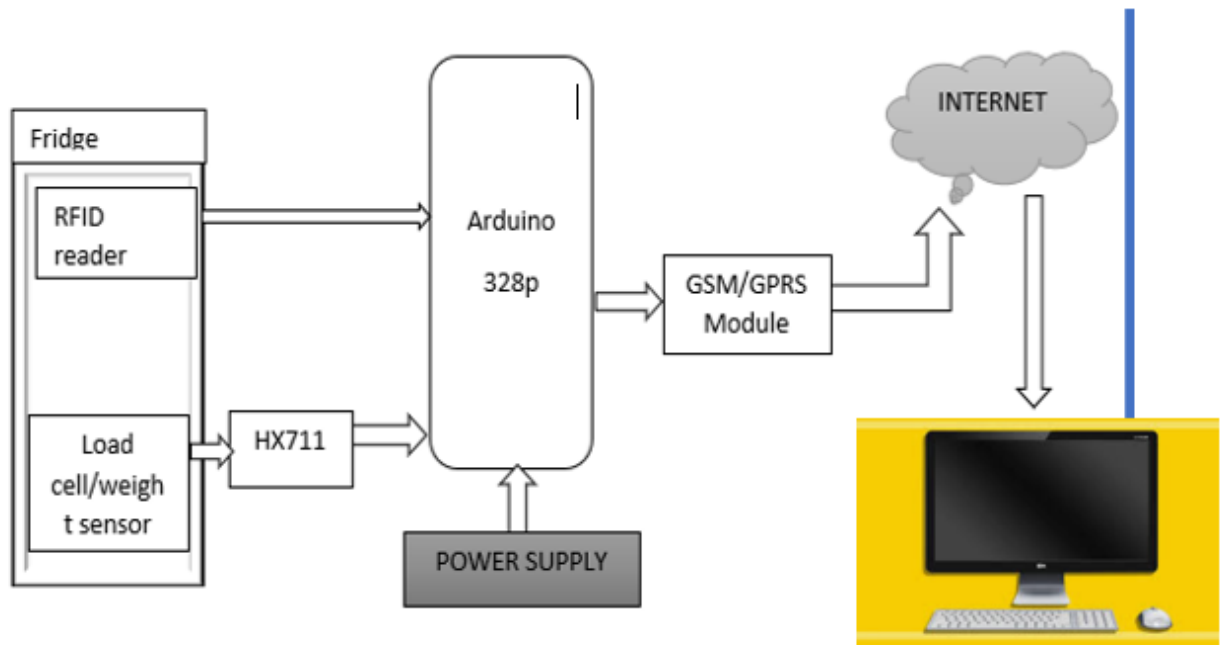 Fridge
RFID
reader
Load
cell/weigh
t sensor
HX711
Arduino
328p
POWER SUPPLY
GSM/GPRS
Module
INTERNET